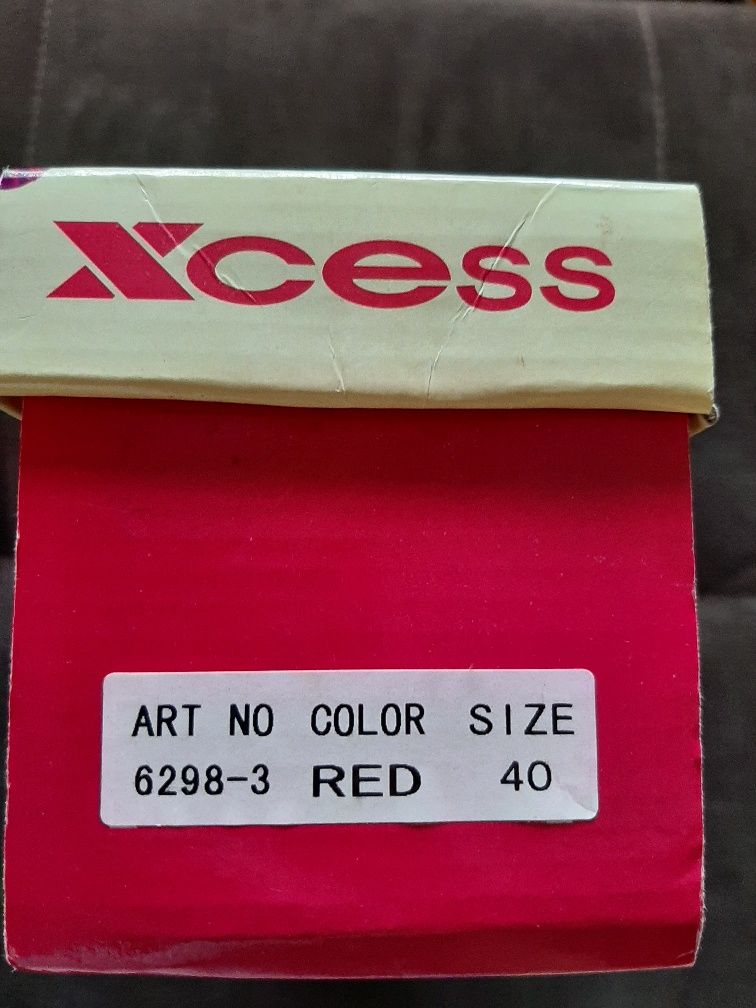 Xcess
ART NO COLOR SIZE
6298-3 RED 40